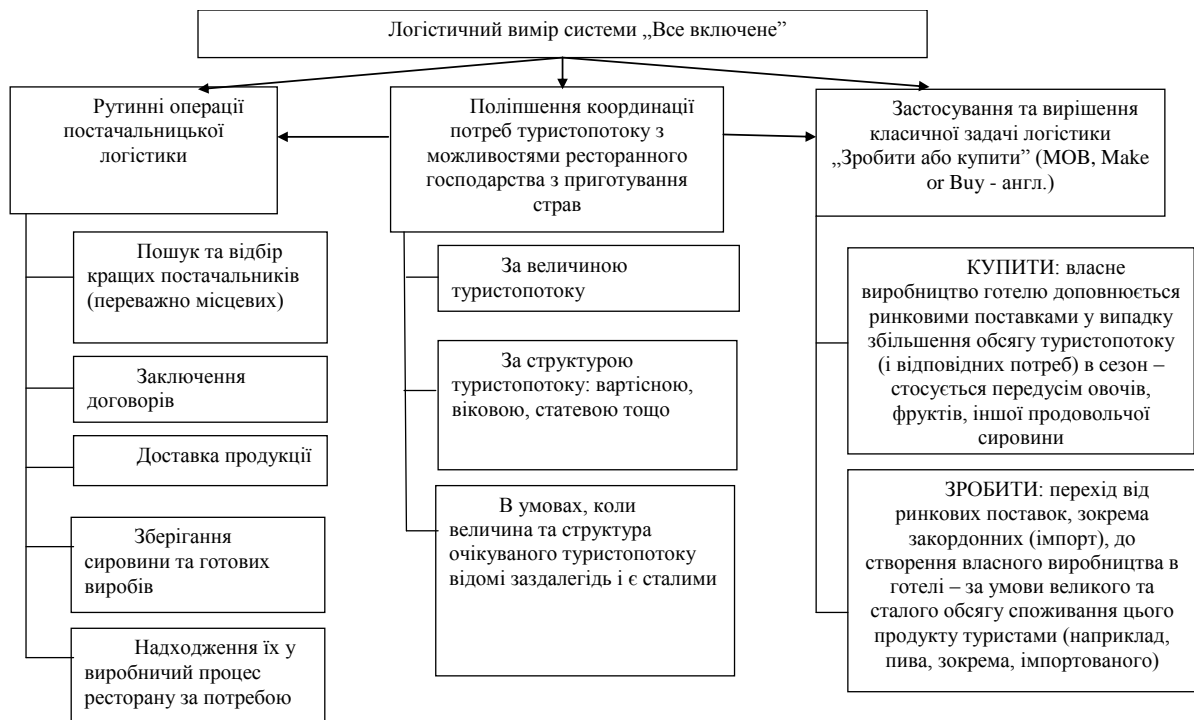 Логістичний вимір системи „Все включене”
Рутинні операції
постачальницької
логістики
Поліпшення координації
потреб туристопотоку з
можливостями ресторанного
господарства з приготування
страв
Застосування та вирішення
класичної задачі логістики
„Зробити або купити” (МОВ, Make
or Buy - англ.)
Пошук та відбір
кращих постачальників
(переважно місцевих)
Заключення
договорів
Доставка продукції
Зберігання
сировини та готових
виробів
Надходження їх у
виробничий процес
ресторану за потребою
За величиною
туристопотоку
За структурою
туристопотоку: вартісною,
віковою, статевою тощо
В умовах, коли
величина та структура
очікуваного туристопотоку
відомі заздалегідь і є сталими
КУПИТИ: власне
виробництво готелю доповнюється
ринковими поставками у випадку
збільшення обсягу туристопотоку
(і відповідних потреб) в сезон –
стосується передусім овочів,
фруктів, іншої продовольчої
сировини
ЗРОБИТИ: перехід від
ринкових поставок, зокрема
закордонних (імпорт), до
створення власного виробництва в
готелі – за умови великого та
сталого обсягу споживання цього
продукту туристами (наприклад,
пива, зокрема, імпортованого)